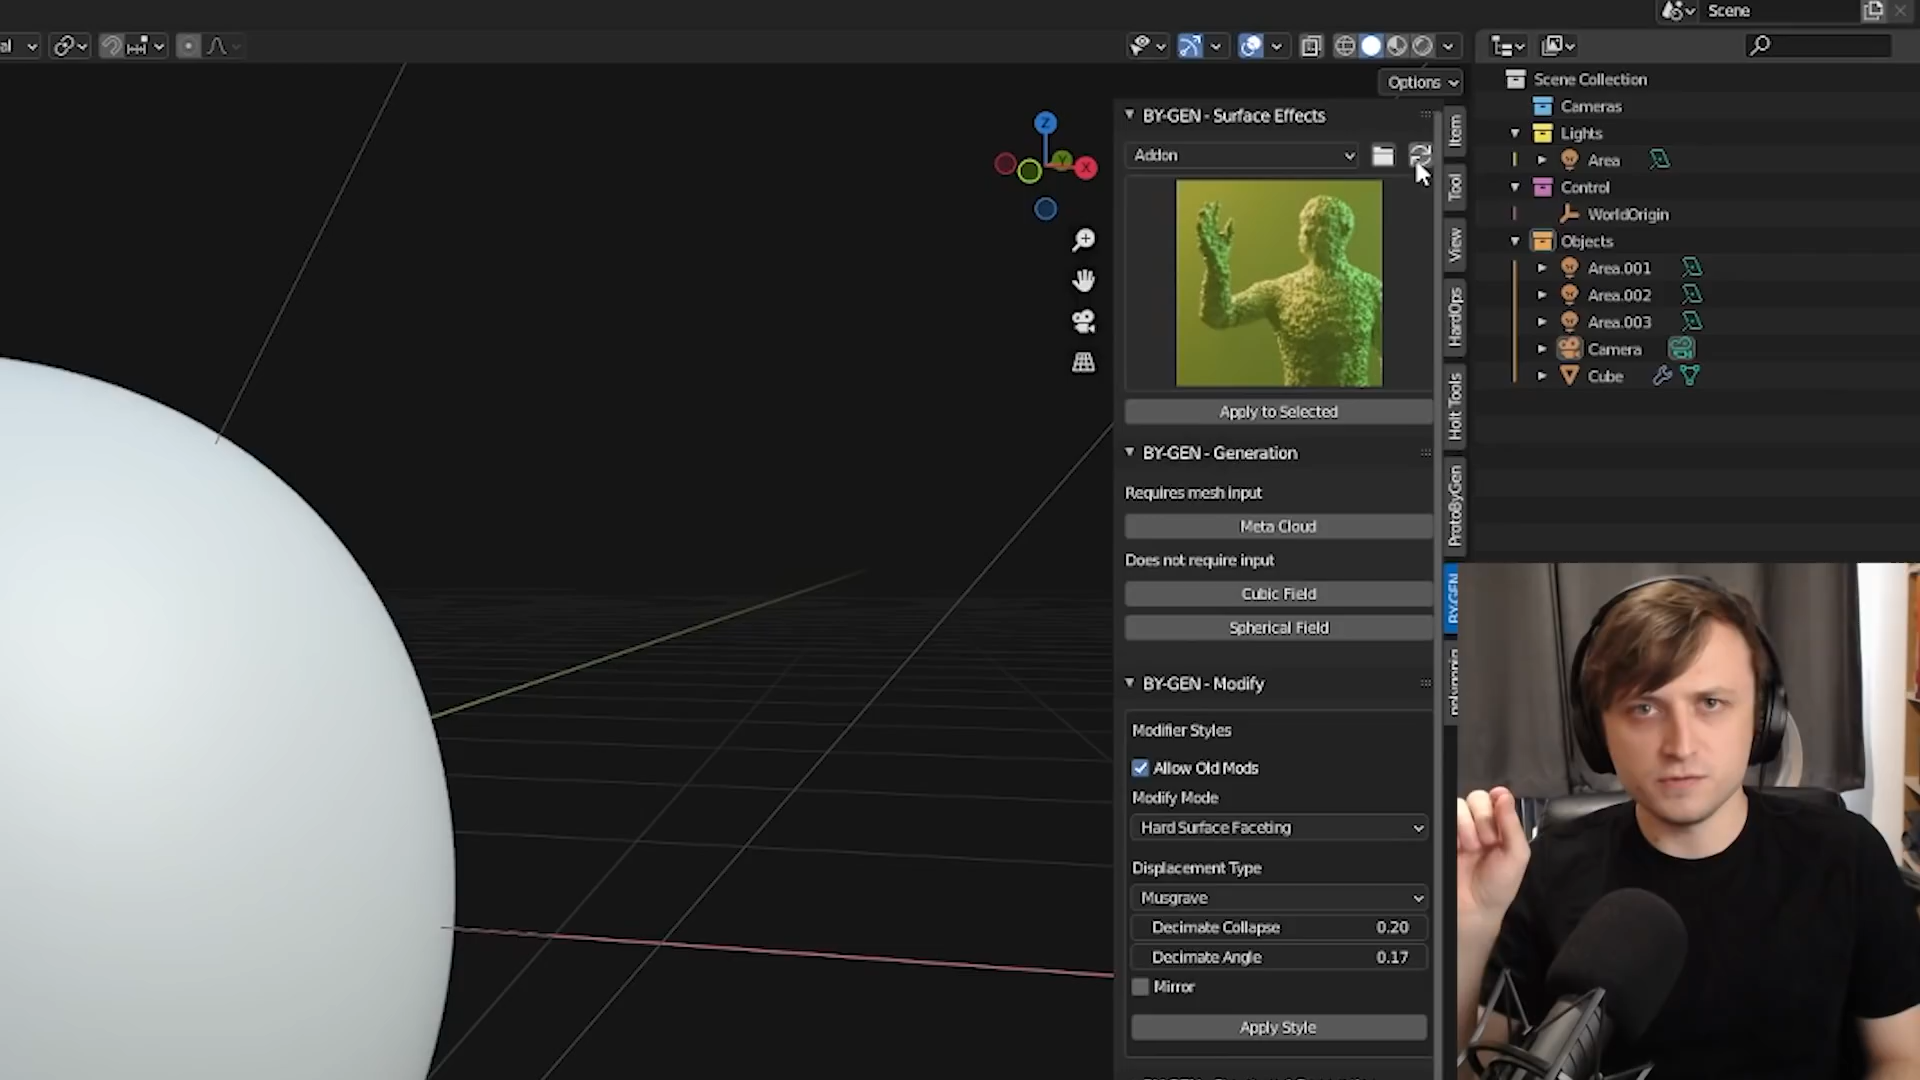 Scene
al
Options
BY-GEN - Surface Effects
Addon
Apply to Selected
BY-GEN - Generation
Requires mesh input
Meta Cloud
Does not require input
Cubic Field
Spherical Field
BY-GEN - Modify
Modifier Styles
Allow Old Mods
Modify Mode
Hard Surface Faceting
Displacement Type
Musgrave
Decimate Collapse 0.20
Decimate Angle 0.17
Mirror
Apply Style
Z
Y
X
Item
Tool
View
HardOps
Holt Tools
ProtoByGen
BY-GEN
Scene Collection
Cameras
Lights
Area
Control
WorldOrigin
Objects
Area.001
Area.002
Area.003
Camera
Cube